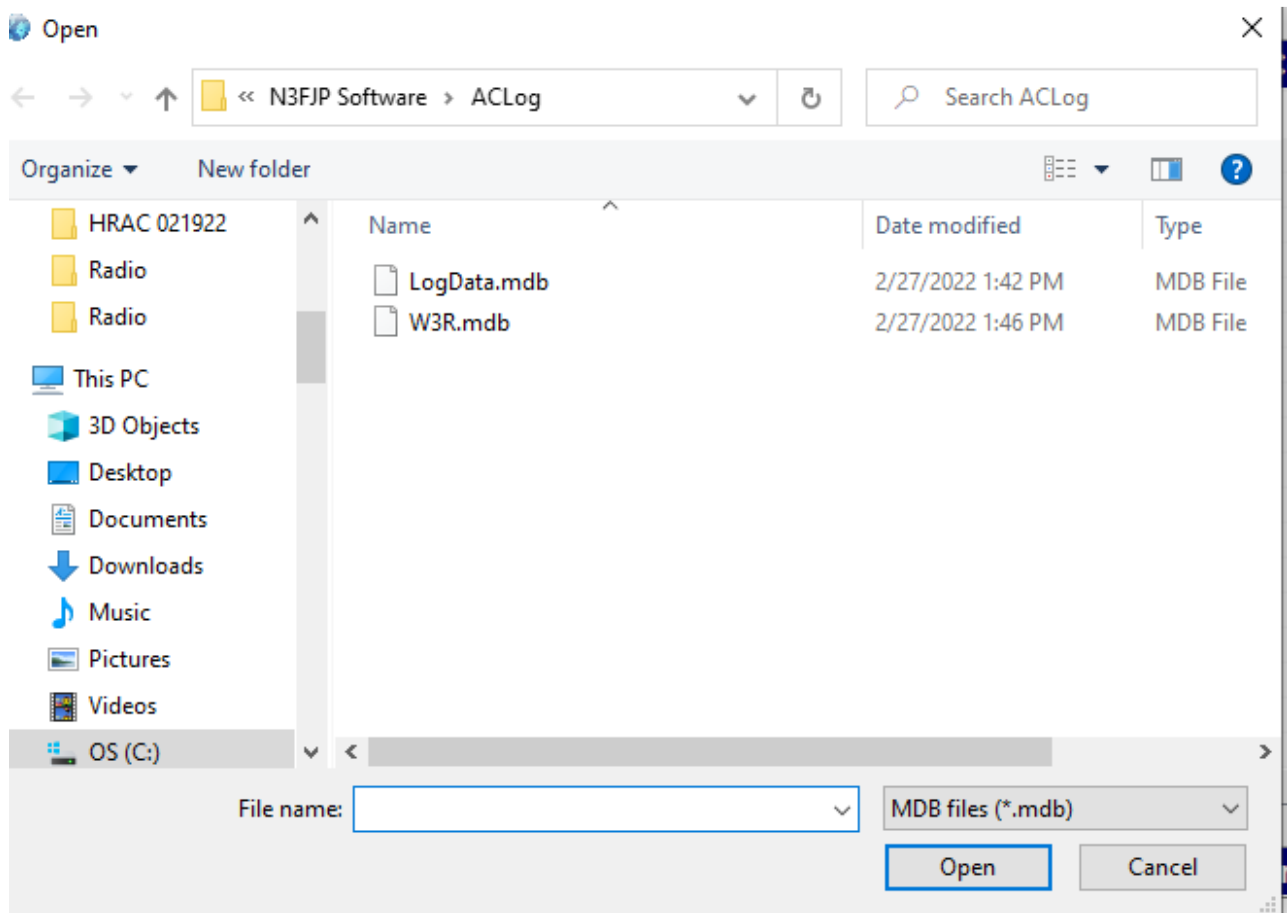 Open
« N3FJP Software › ACLog
Search ACLog
Organize
New folder
HRAC 021922
Radio
Radio
This PC
3D Objects
Desktop
Documents
Downloads
Music
Pictures
Videos
OS (C:)
Name Date modified Type
LogData.mdb 2/27/2022 1:42 PM MDB File
W3R.mdb 2/27/2022 1:46 PM MDB File
File name:
MDB files (*.mdb)
Open
Cancel